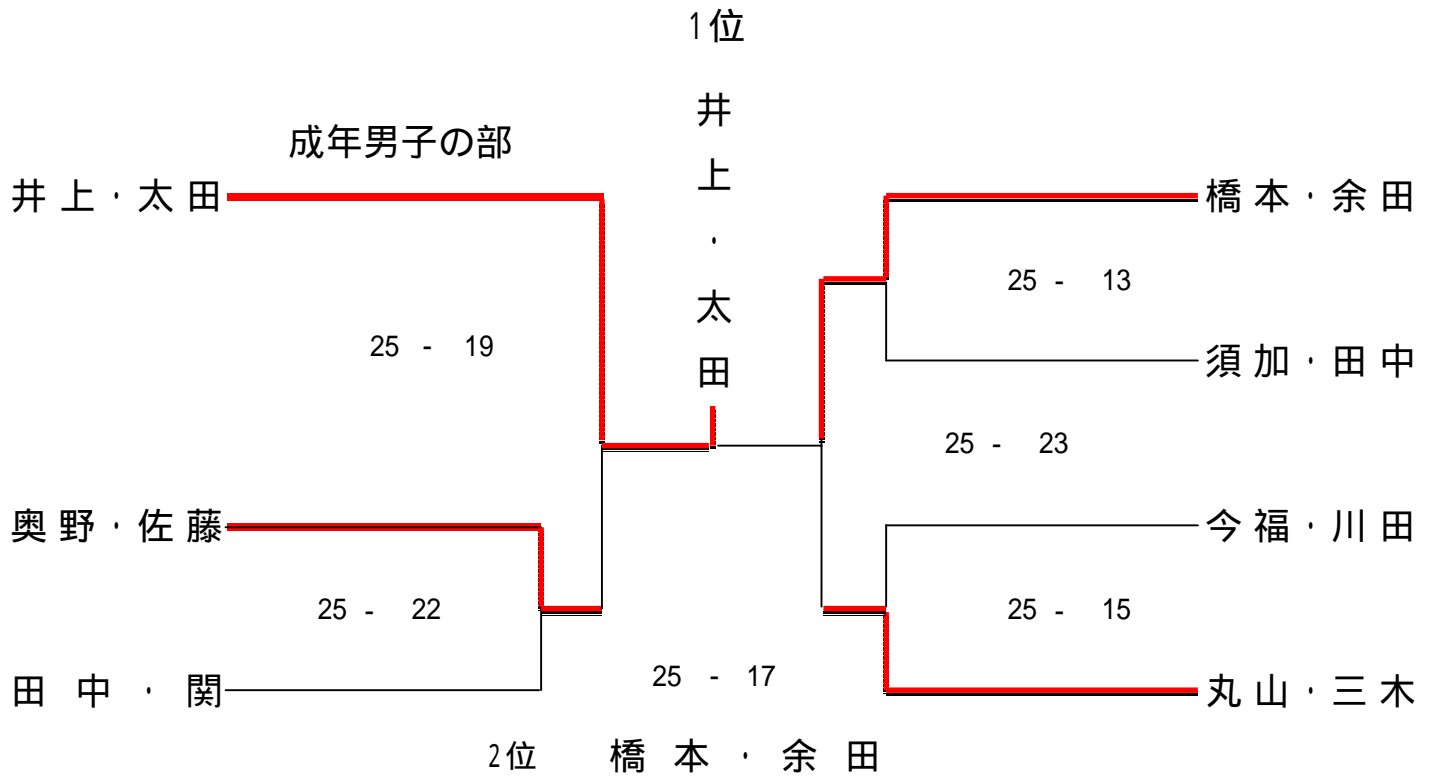 1位
井上・太田
成年男子の部
井上・太田
橋本・余田
25 - 13
25 - 19
須加・田中
25 - 23
奥野・佐藤
今福・川田
25 - 22
25 - 15
25 - 17
田中・関
丸山・三木
2位 橋本・余田